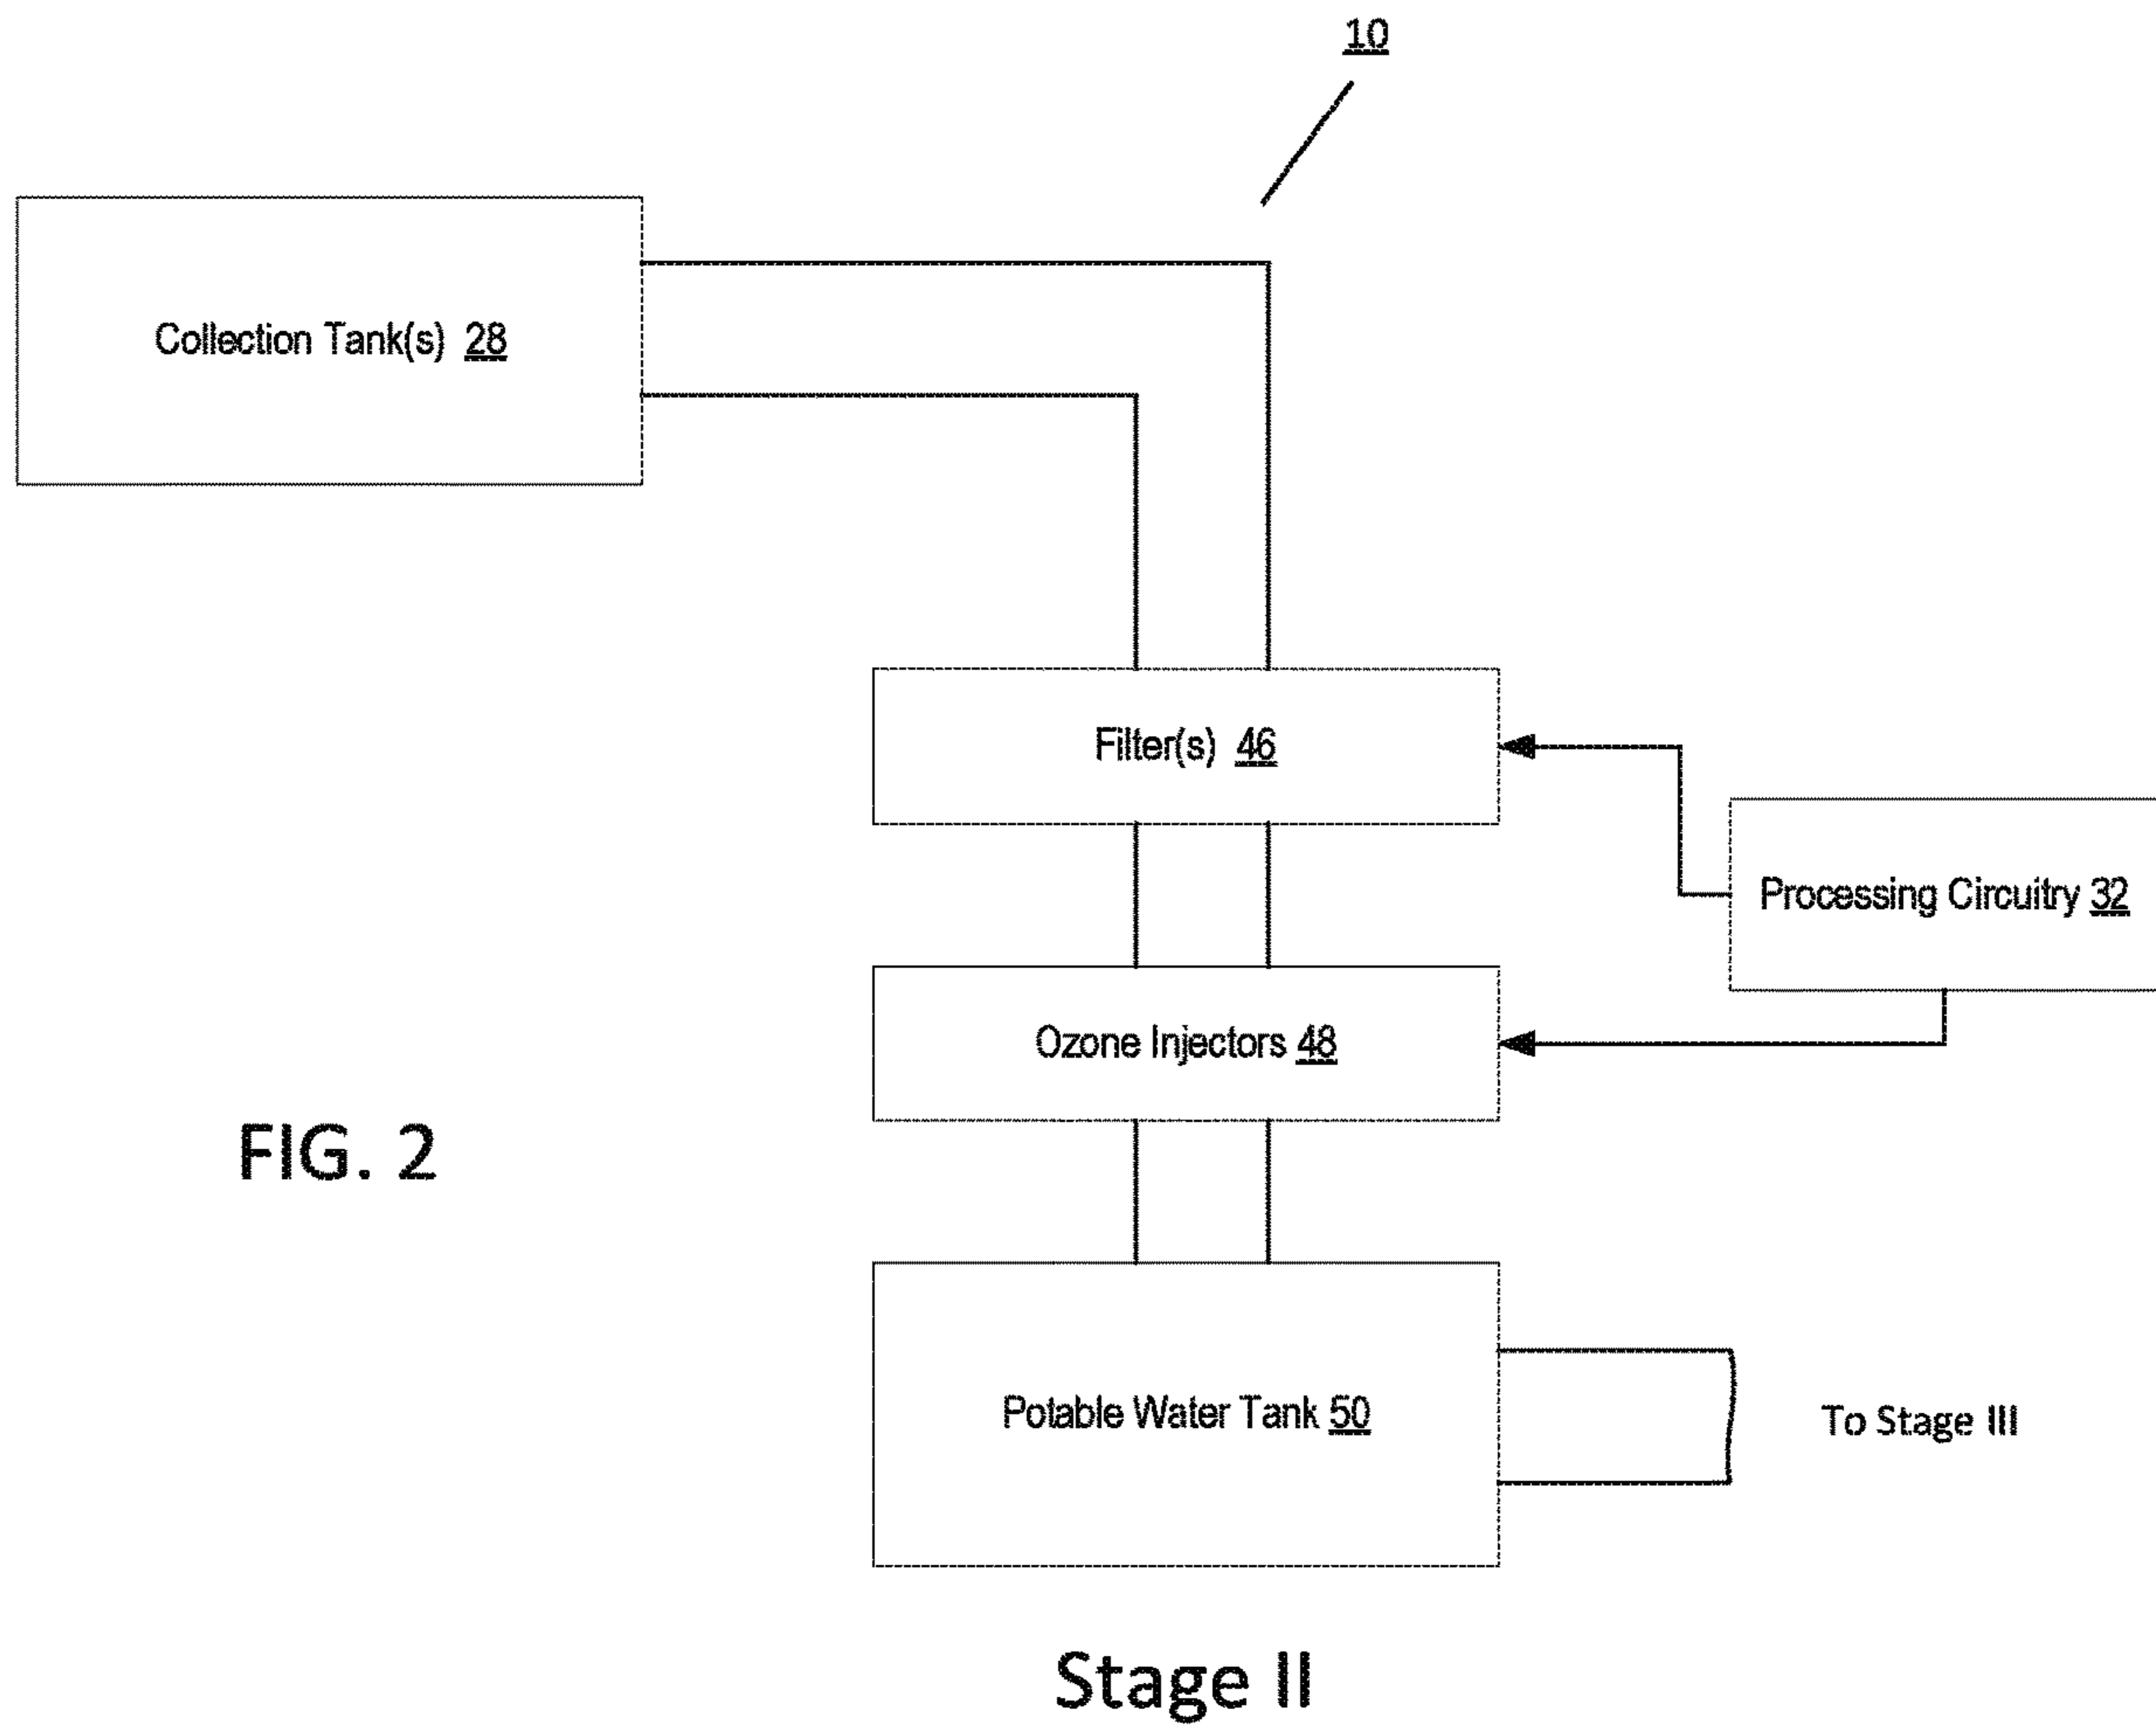 10
Collection Tank(s) 28
Filter(s) 46
Processing Circuitry 32
Ozone Injectors 48
FIG. 2
Potable Water Tank 50
To Stage III
Stage II